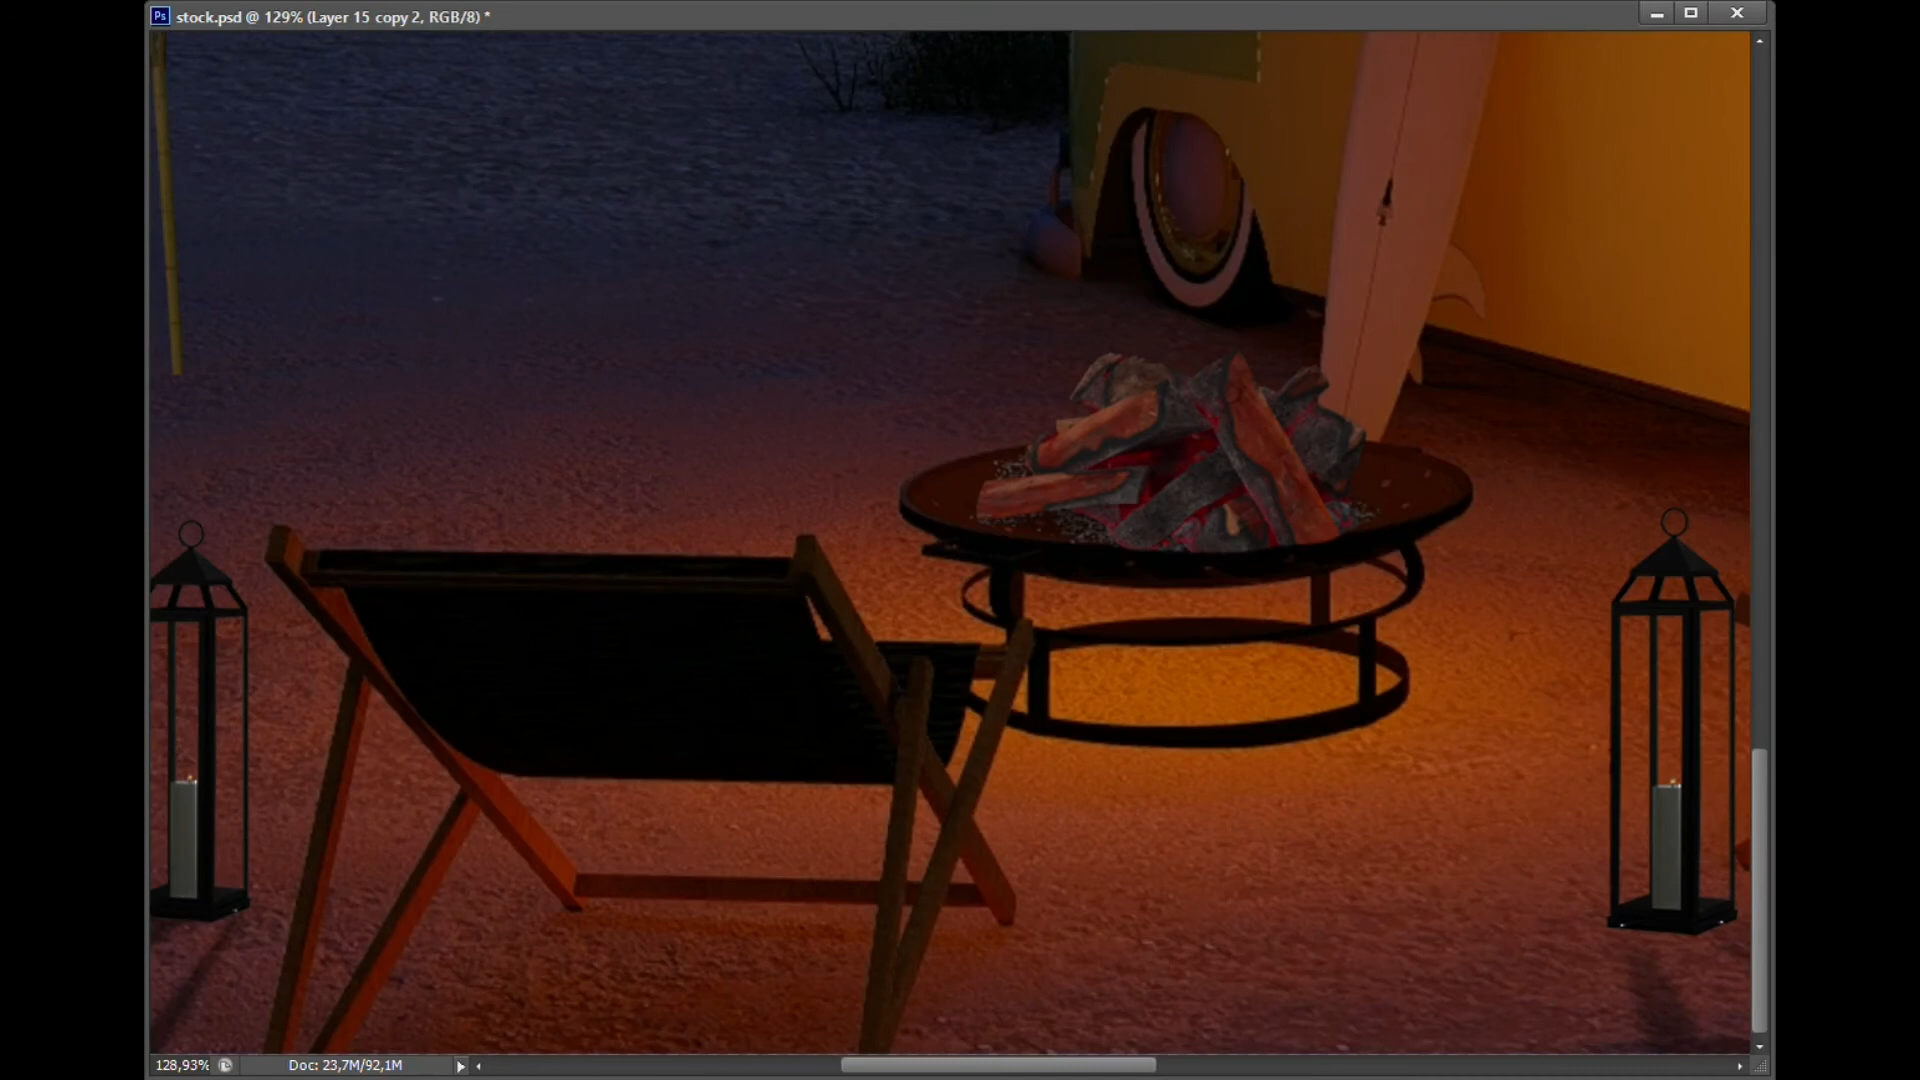 Ps stock.psd @ 129% (Layer 15 copy 2, RGB/8) *
128,93% Doc: 23,7M/92,1M